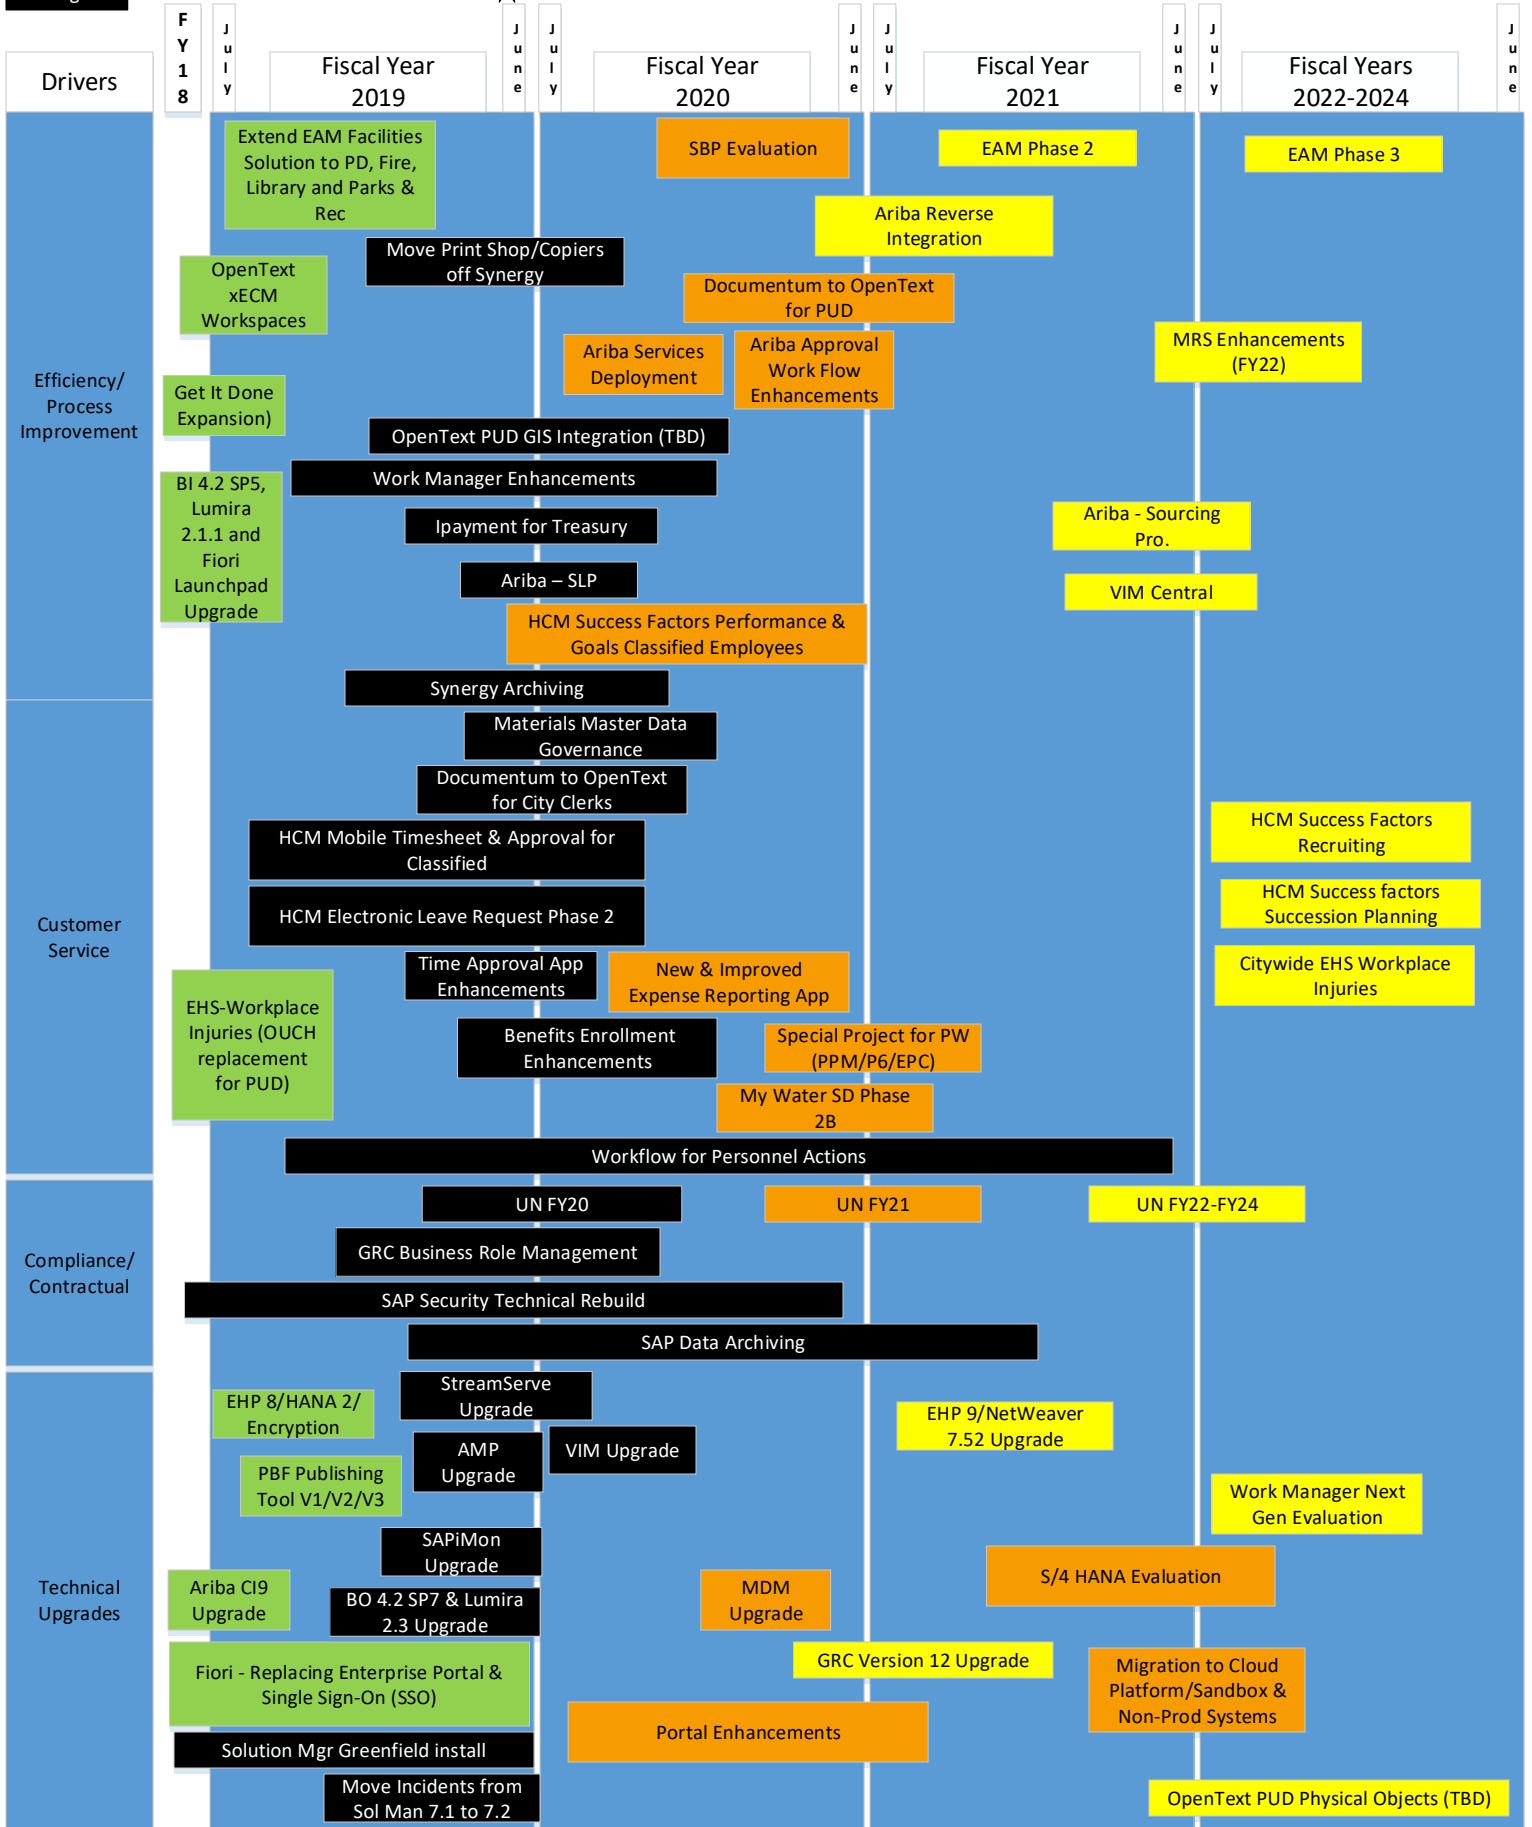 FY18
July
June
July
June
July
June
July
June
Drivers
Fiscal Year
2019
Fiscal Year
2020
Fiscal Year
2021
Fiscal Years
2022-2024
Efficiency/
Process
Improvement
Extend EAM Facilities
Solution to PD, Fire,
Library and Parks &
Rec
SBP Evaluation
EAM Phase 2
EAM Phase 3
Ariba Reverse
Integration
Move Print Shop/Copiers
off Synergy
OpenText
xECM
Workspaces
Documentum to OpenText
for PUD
MRS Enhancements
(FY22)
Ariba Services
Deployment
Ariba Approval
Work Flow
Enhancements
Get It Done
Expansion)
OpenText PUD GIS Integration (TBD)
Work Manager Enhancements
BI 4.2 SP5,
Lumira
2.1.1 and
Fiori
Launchpad
Upgrade
Ipayment for Treasury
Ariba - Sourcing
Pro.
Ariba – SLP
VIM Central
HCM Success Factors Performance &
Goals Classified Employees
Synergy Archiving
Customer
Service
Materials Master Data
Governance
Documentum to OpenText
for City Clerks
HCM Mobile Timesheet & Approval for
Classified
HCM Success Factors
Recruiting
HCM Electronic Leave Request Phase 2
HCM Success factors
Succession Planning
Time Approval App
Enhancements
New & Improved
Expense Reporting App
Citywide EHS Workplace
Injuries
EHS-Workplace
Injuries (OUCH
replacement
for PUD)
Benefits Enrollment
Enhancements
Special Project for PW
(PPM/P6/EPC)
My Water SD Phase
2B
Workflow for Personnel Actions
Compliance/
Contractual
UN FY20
UN FY21
UN FY22-FY24
GRC Business Role Management
SAP Security Technical Rebuild
SAP Data Archiving
Technical
Upgrades
StreamServe
Upgrade
EHP 8/HANA 2/
Encryption
EHP 9/NetWeaver
7.52 Upgrade
AMP
Upgrade
VIM Upgrade
PBF Publishing
Tool V1/V2/V3
Work Manager Next
Gen Evaluation
SAPiMon
Upgrade
S/4 HANA Evaluation
Ariba CI9
Upgrade
BO 4.2 SP7 & Lumira
2.3 Upgrade
MDM
Upgrade
Fiori - Replacing Enterprise Portal &
Single Sign-On (SSO)
GRC Version 12 Upgrade
Migration to Cloud
Platform/Sandbox &
Non-Prod Systems
Portal Enhancements
Solution Mgr Greenfield install
Move Incidents from
Sol Man 7.1 to 7.2
OpenText PUD Physical Objects (TBD)